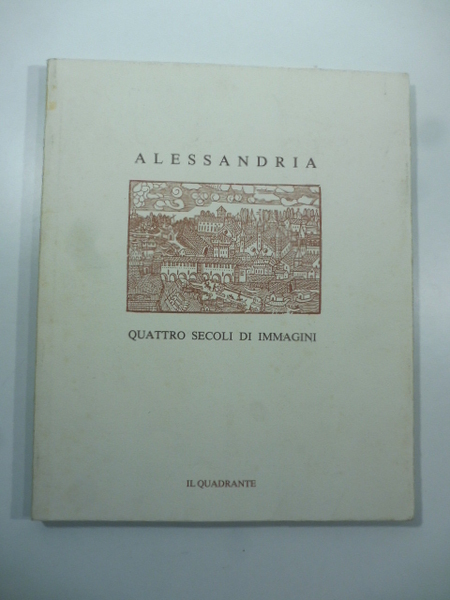 ALESSANDRIA
QUATTRO SECOLI DI IMMAGINI
IL QUADRANTE